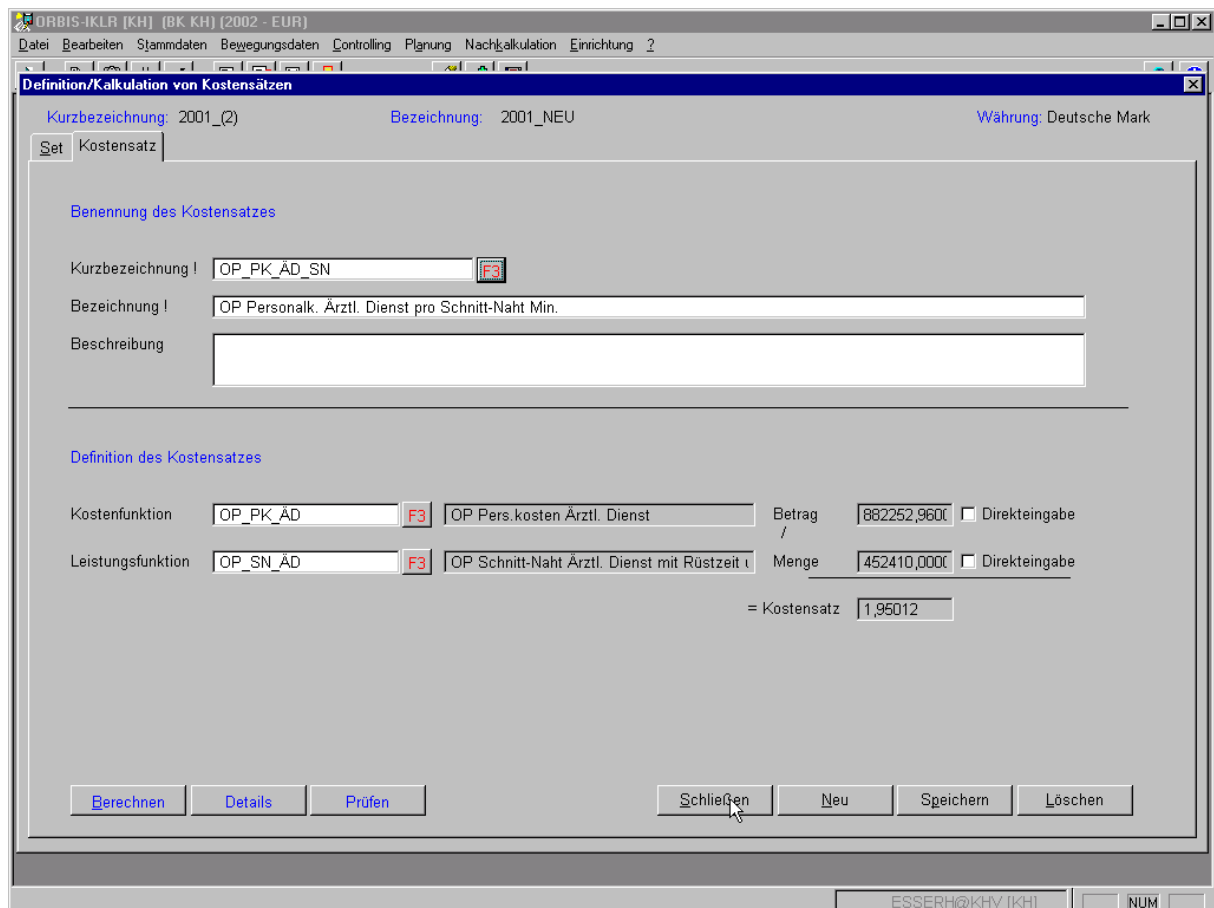 ORBIS-IKLR [KH] (BK KH) (2002 - EUR)
Datei Bearbeiten Stammdaten Bewegungsdaten Controlling Planung Nachkalkulation Einrichtung ?
Definition/Kalkulation von Kostensätzen
Kurzbezeichnung: 2001_(2) Bezeichnung: 2001_NEU Währung: Deutsche Mark
Set Kostensatz
Benennung des Kostensatzes
Kurzbezeichnung ! OP_PK_ÄD_SN F3
Bezeichnung ! OP Personalk. Ärztl. Dienst pro Schnitt-Naht Min.
Beschreibung
Definition des Kostensatzes
Kostenfunktion OP_PK_ÄD F3 OP Pers.kosten Ärztl. Dienst Betrag 882252,960 Direkteingabe
/
Leistungsfunktion OP_SN_ÄD F3 OP Schnitt-Naht Ärztl. Dienst mit Rüstzeit Menge 452410,000 Direkteingabe
= Kostensatz 1,95012
Berechnen Details Prüfen Schließen Neu Speichern Löschen
ESSERH@KHV [KH] NUM